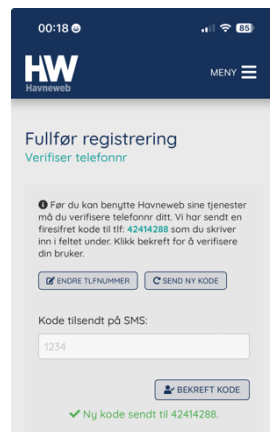 00:18
85
HW
Havneweb
MENY
Fullfør registrering
Verifiser telefonnr
Før du kan benytte Havneweb sine tjenester
må du verifisere telefonnr ditt. Vi har sendt en
firesifret kode til tlf: 42414288 som du skriver
inn i feltet under. Klikk bekreft for å verifisere
din bruker.
ENDRE TLFNUMMER
SEND NY KODE
Kode tilsendt på SMS:
1234
BEKREFT KODE
Ny kode sendt til 42414288.